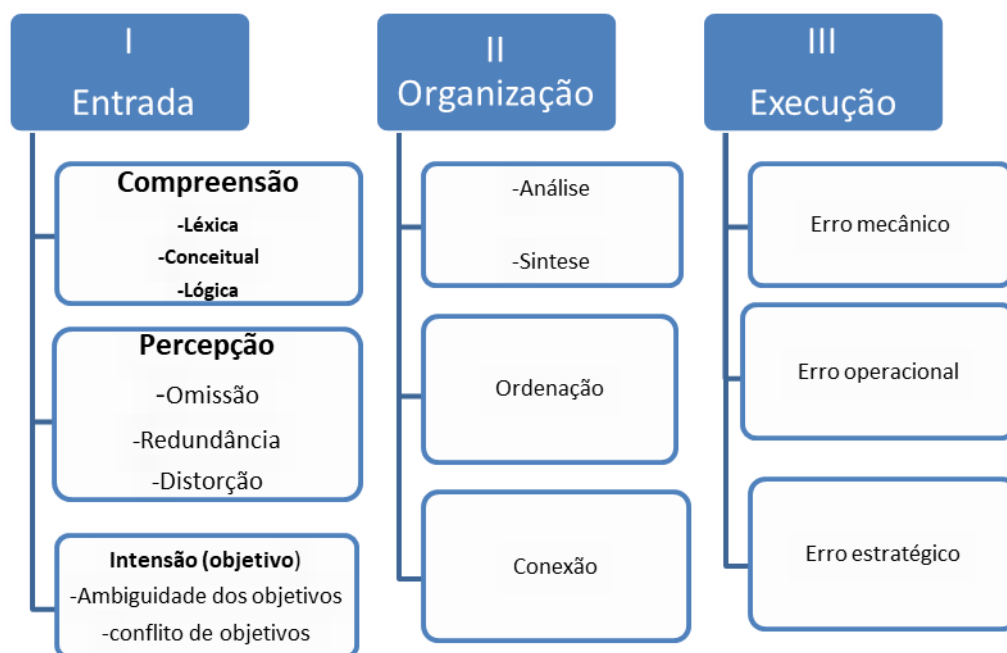 I
Entrada
Compreensão
-Léxica
-Conceitual
-Lógica
Percepção
-Omissão
-Redundância
-Distorção
Intensão (objetivo)
-Ambiguidade dos objetivos
-conflito de objetivos
II
Organização
-Análise
-Sintese
Ordenação
Conexão
III
Execução
Erro mecânico
Erro operacional
Erro estratégico